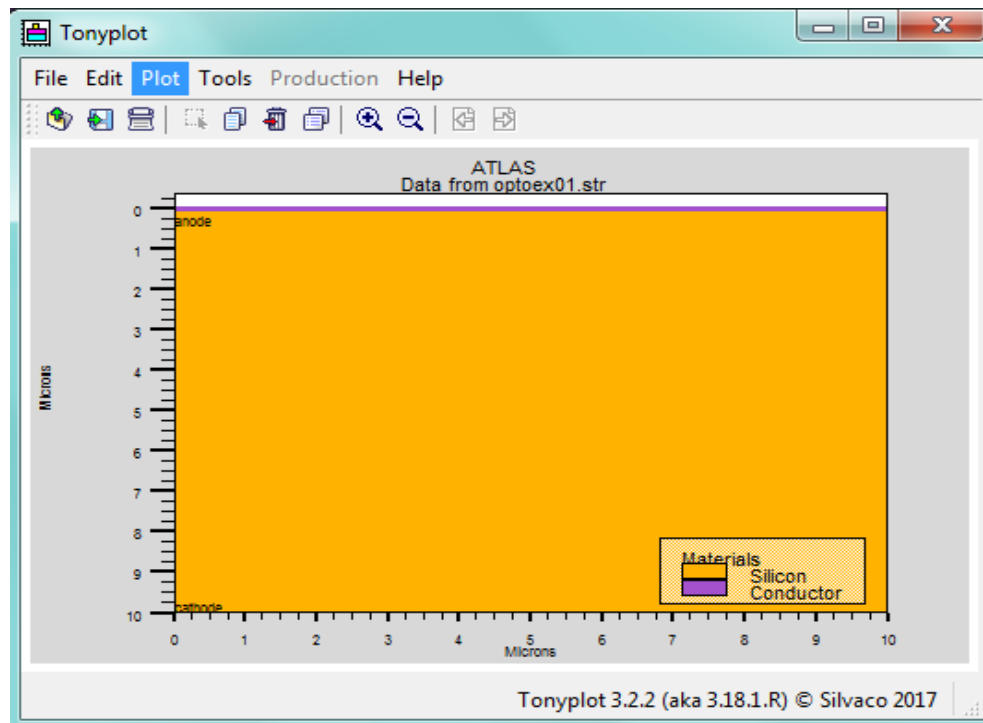 Tonyplot
File Edit Plot Tools Production Help
ATLAS
Data from optoex01.str
Microns
0
anode
1
2
3
4
5
6
7
8
9
10
cathode
Materials
Silicon
Conductor
0 1 2 3 4 5 6 7 8 9 10
Microns
Tonyplot 3.2.2 (aka 3.18.1.R) © Silvaco 2017